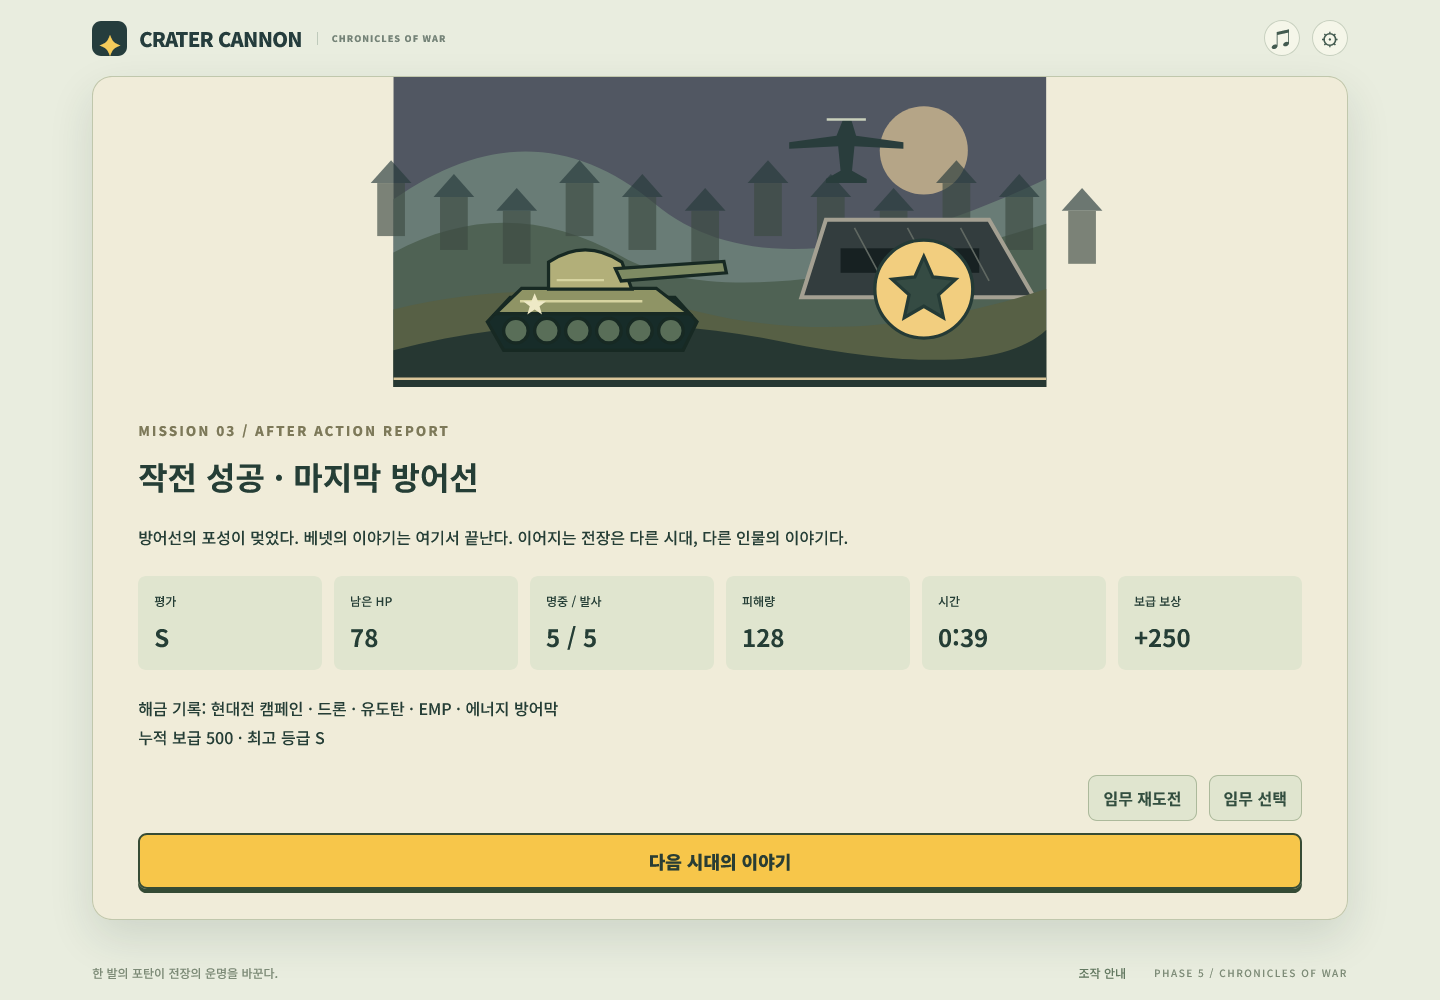 CRATER CANNON
CHRONICLES OF WAR
MISSION 03 / AFTER ACTION REPORT
작전 성공 · 마지막 방어선
방어선의 포성이 멎었다. 베넷의 이야기는 여기서 끝난다. 이어지는 전장은 다른 시대, 다른 인물의 이야기다.
평가
S
남은 HP
78
명중 / 발사
5 / 5
피해량
128
시간
0:39
보급 보상
+250
해금 기록: 현대전 캠페인 · 드론 · 유도탄 · EMP · 에너지 방어막
누적 보급 500 · 최고 등급 S
임무 재도전
임무 선택
다음 시대의 이야기
한 발의 포탄이 전장의 운명을 바꾼다.
조작 안내
PHASE 5 / CHRONICLES OF WAR